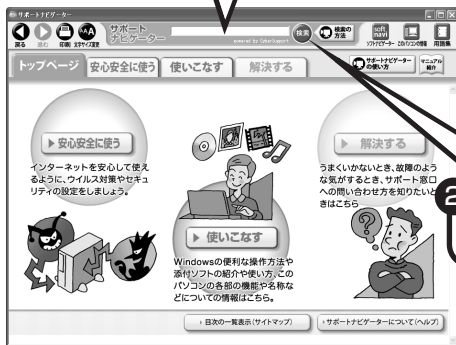 サポートナビゲーター
戻る 進む 印刷 文字サイズ変更
サポート
ナビゲーター
powered by CyberSupport
検索
検索の
方法
soft
navi
ソフトナビゲーター このパソコンの情報 用語集
トップページ 安心安全に使う 使いこなす 解決する
サポートナビゲーター
の使い方
マニュアル
紹介
安心安全に使う
インターネットを安心して使え
るように、ウイルス対策やセキュ
リティの設定をしましょう。
使いこなす
Windowsの便利な操作方法や
添付ソフトの紹介や使い方、この
パソコンの各部の機能や名称な
どについての情報はこちら。
解決する
うまくいかないとき、故障のよう
な気がするとき、サポート窓口
への問い合わせ方を知りたいと
きはこちら
?
2
目次の一覧表示(サイトマップ)
サポートナビゲーターについて(ヘルプ)